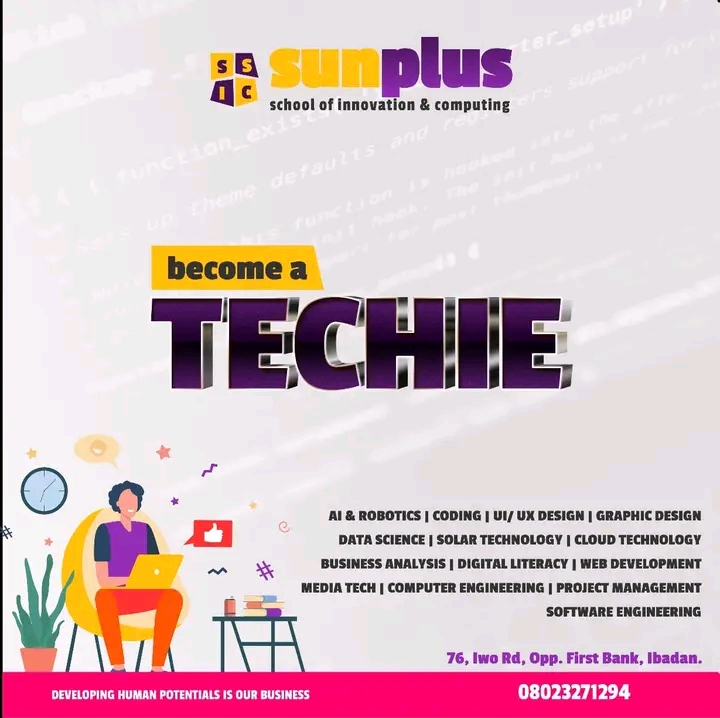 S S
I C
sunplus
school of innovation & computing
become a
TECHIE
AI & ROBOTICS | CODING | UI/ UX DESIGN | GRAPHIC DESIGN
DATA SCIENCE | SOLAR TECHNOLOGY | CLOUD TECHNOLOGY
BUSINESS ANALYSIS | DIGITAL LITERACY | WEB DEVELOPMENT
MEDIA TECH | COMPUTER ENGINEERING | PROJECT MANAGEMENT
SOFTWARE ENGINEERING
76, Iwo Rd, Opp. First Bank, Ibadan.
DEVELOPING HUMAN POTENTIALS IS OUR BUSINESS
08023271294